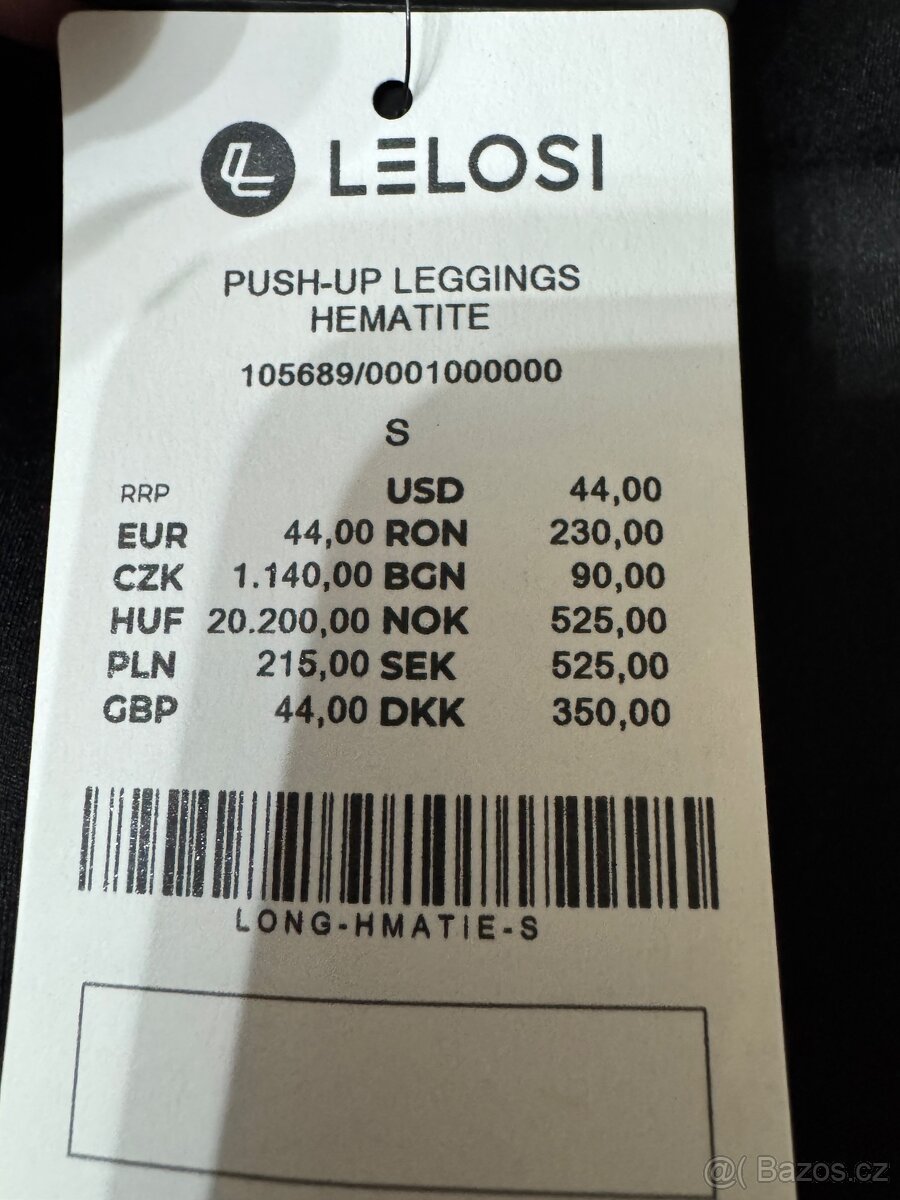 LELOSI
PUSH-UP LEGGINGS
HEMATITE
105689/0001000000
S
RRP USD 44,00
EUR 44,00 RON 230,00
CZK 1.140,00 BGN 90,00
HUF 20.200,00 NOK 525,00
PLN 215,00 SEK 525,00
GBP 44,00 DKK 350,00
LONG-HMATIE-S
@( Bazos.cz